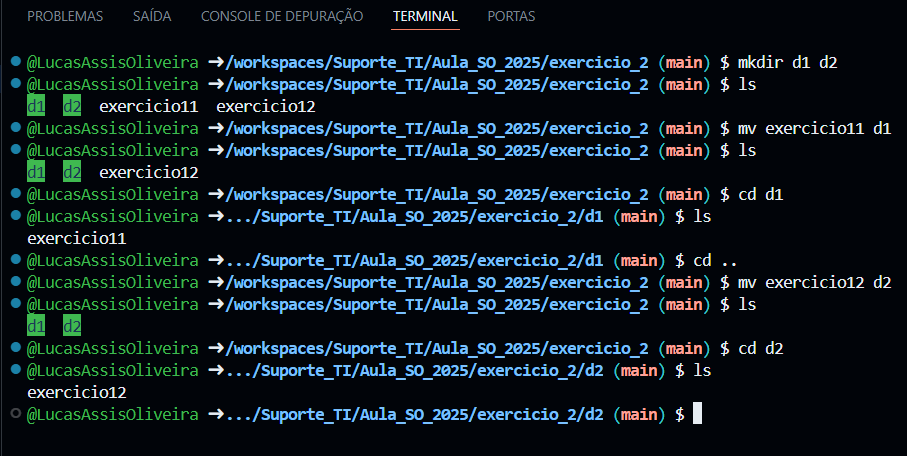 PROBLEMAS SAÍDA CONSOLE DE DEPURAÇÃO TERMINAL PORTAS
@LucasAssisOliveira ➜/workspaces/Suporte_TI/Aula_SO_2025/exercicio_2 (main) $ mkdir d1 d2
@LucasAssisOliveira ➜/workspaces/Suporte_TI/Aula_SO_2025/exercicio_2 (main) $ ls
d1 d2 exercicio11 exercicio12
@LucasAssisOliveira ➜/workspaces/Suporte_TI/Aula_SO_2025/exercicio_2 (main) $ mv exercicio11 d1
@LucasAssisOliveira ➜/workspaces/Suporte_TI/Aula_SO_2025/exercicio_2 (main) $ ls
d1 d2 exercicio12
@LucasAssisOliveira ➜/workspaces/Suporte_TI/Aula_SO_2025/exercicio_2 (main) $ cd d1
@LucasAssisOliveira ➜.../Suporte_TI/Aula_SO_2025/exercicio_2/d1 (main) $ ls
exercicio11
@LucasAssisOliveira ➜.../Suporte_TI/Aula_SO_2025/exercicio_2/d1 (main) $ cd ..
@LucasAssisOliveira ➜/workspaces/Suporte_TI/Aula_SO_2025/exercicio_2 (main) $ mv exercicio12 d2
@LucasAssisOliveira ➜/workspaces/Suporte_TI/Aula_SO_2025/exercicio_2 (main) $ ls
d1 d2
@LucasAssisOliveira ➜/workspaces/Suporte_TI/Aula_SO_2025/exercicio_2 (main) $ cd d2
@LucasAssisOliveira ➜.../Suporte_TI/Aula_SO_2025/exercicio_2/d2 (main) $ ls
exercicio12
@LucasAssisOliveira ➜.../Suporte_TI/Aula_SO_2025/exercicio_2/d2 (main) $